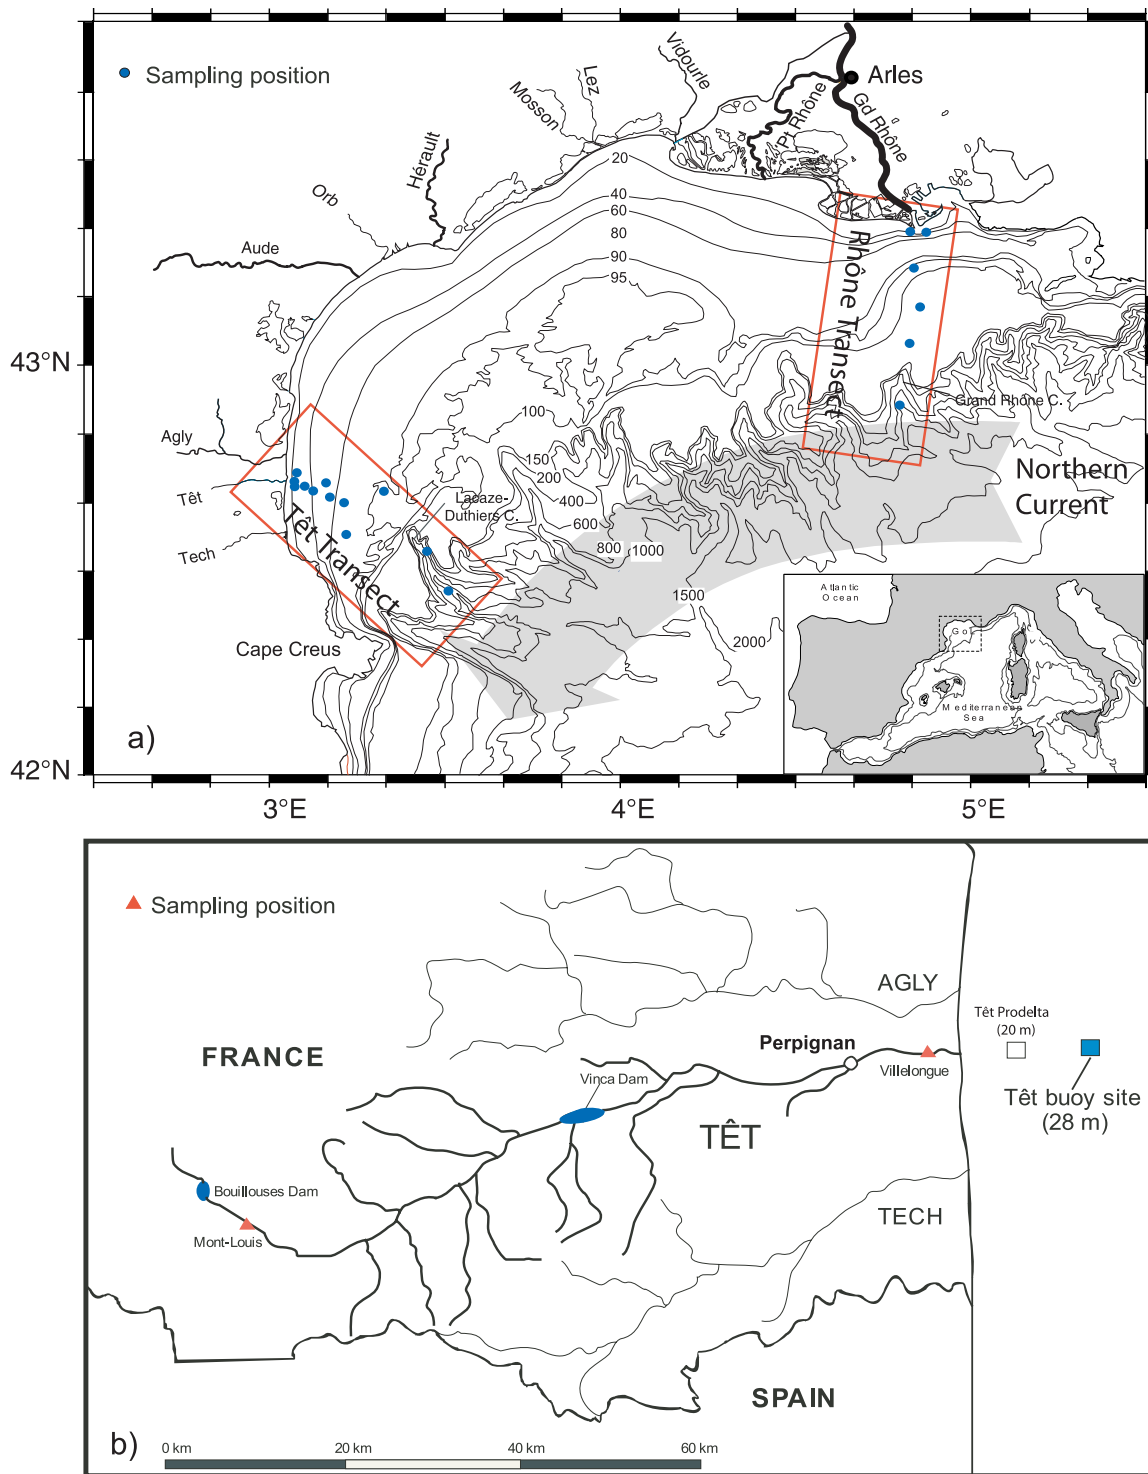 Sampling position
Arles
Vidourle
Lez
Mosson
Pt Rhône
Gd Rhône
Hérault
Orb
Aude
20
40
60
80
90
95
Rhône Transect
43°N
Grand Rhône C.
100
Agly
150
200
400
600
800
1000
Northern
Current
Têt
Lacaze-
Duthiers C.
Têt Transect
Tech
1500
2000
Atlantic
Ocean
GoL
Mediterranean
Sea
Cape Creus
a)
42°N
3°E
4°E
5°E
Sampling position
AGLY
Têt Prodelta
(20 m)
FRANCE
Perpignan
Villelongue
Vinca Dam
Têt buoy site
(28 m)
TÊT
Bouillouses Dam
TECH
Mont-Louis
SPAIN
b)
0 km
20 km
40 km
60 km